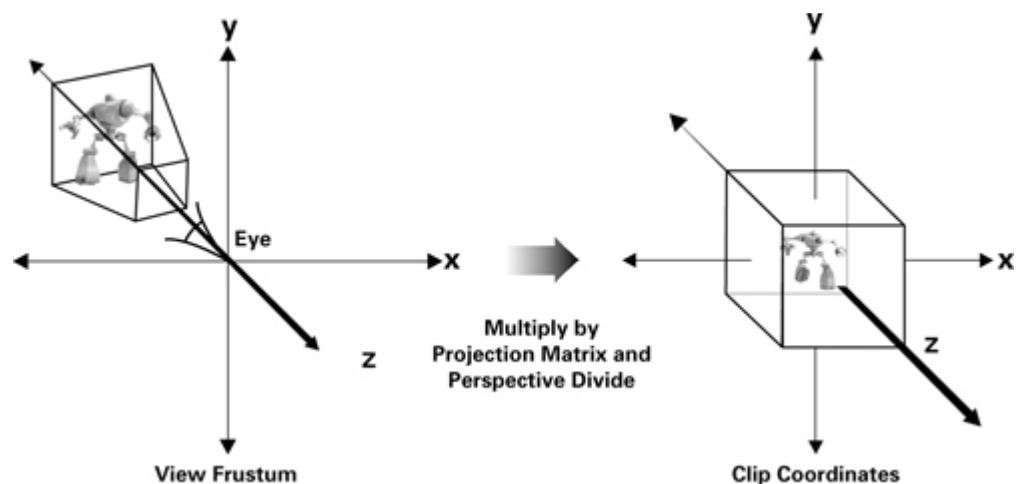 y
Eye
x
z
View Frustum
Multiply by
Projection Matrix and
Perspective Divide
y
x
z
Clip Coordinates